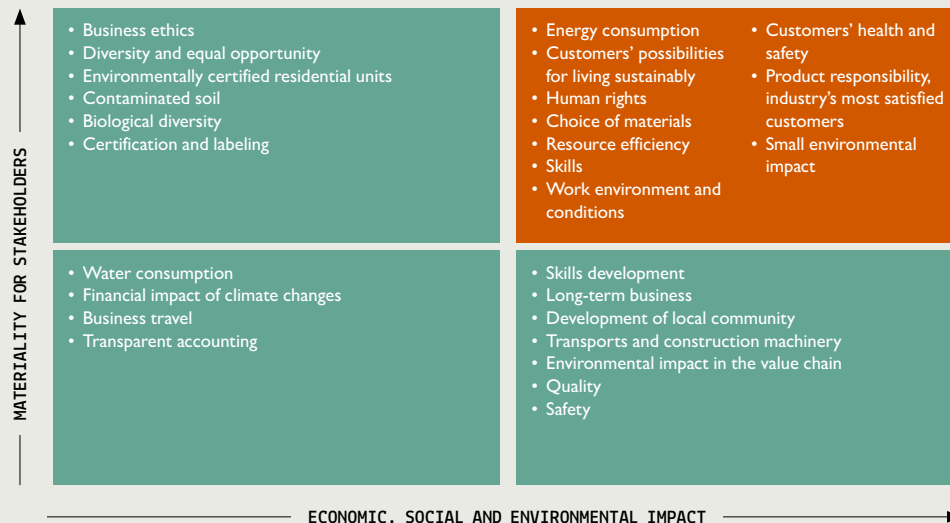 MATERIALITY FOR STAKEHOLDERS
• Business ethics
• Diversity and equal opportunity
• Environmentally certified residential units
• Contaminated soil
• Biological diversity
• Certification and labeling
• Energy consumption
• Customers’ possibilities
for living sustainably
• Human rights
• Choice of materials
• Resource efficiency
• Skills
• Work environment and
conditions
• Customers’ health and
safety
• Product responsibility,
industry’s most satisfied
customers
• Small environmental
impact
• Water consumption
• Financial impact of climate changes
• Business travel
• Transparent accounting
• Skills development
• Long-term business
• Development of local community
• Transports and construction machinery
• Environmental impact in the value chain
• Quality
• Safety
ECONOMIC, SOCIAL AND ENVIRONMENTAL IMPACT